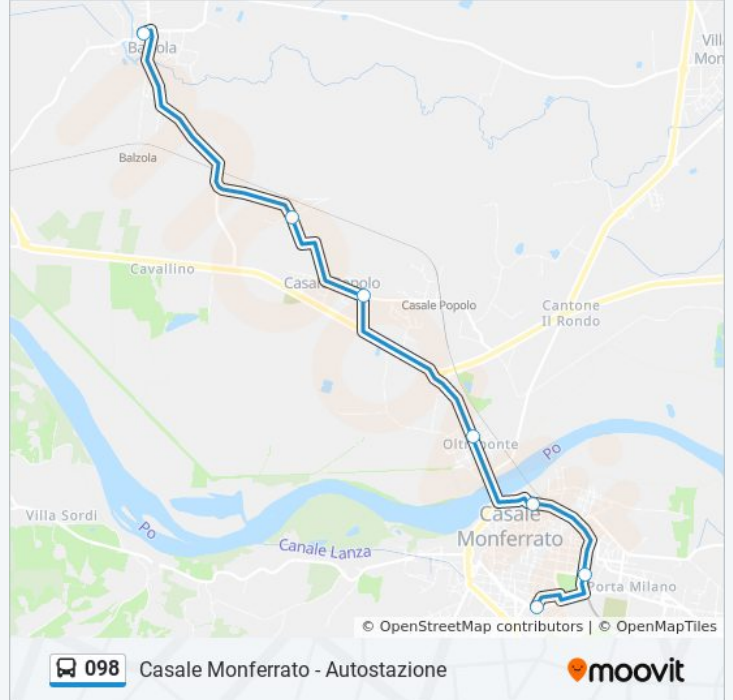 Balzola
Vill
Mon
Balzola
Cavallino
Casale Popolo
Casale Popolo
Cantone
Il Rondo
Oltreponte
Po
Villa Sordi
Po
Casale
Monferrato
Canale Lanza
Porta Milano
© OpenStreetMap contributors | © OpenMapTiles
098 Casale Monferrato - Autostazione
moovit